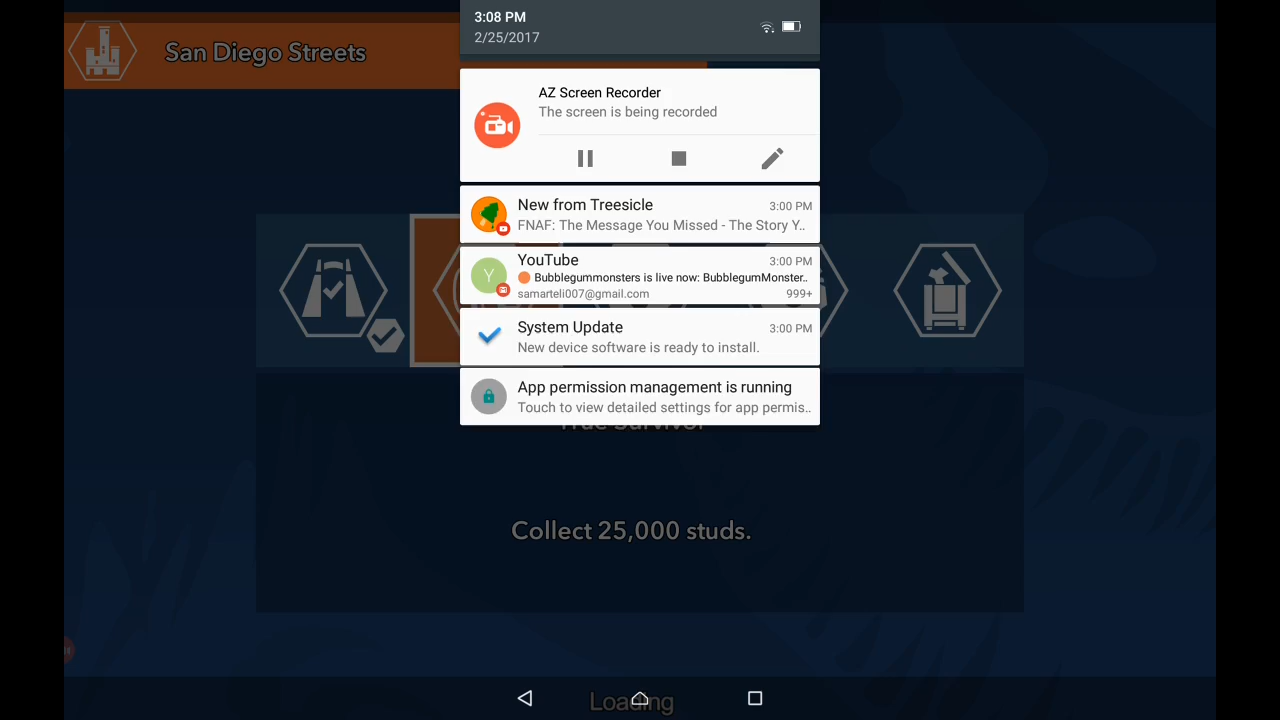 3:08 PM
2/25/2017
San Diego Streets
AZ Screen Recorder
The screen is being recorded
New from Treesicle 3:00 PM
FNAF: The Message You Missed - The Story Y..
Y
YouTube 3:00 PM
Bubblegummonsters is live now: BubblegumMonster..
samarteli007@gmail.com 999+
System Update 3:00 PM
New device software is ready to install.
App permission management is running
Touch to view detailed settings for app permis..
True Survivor
Collect 25,000 studs.
Loading